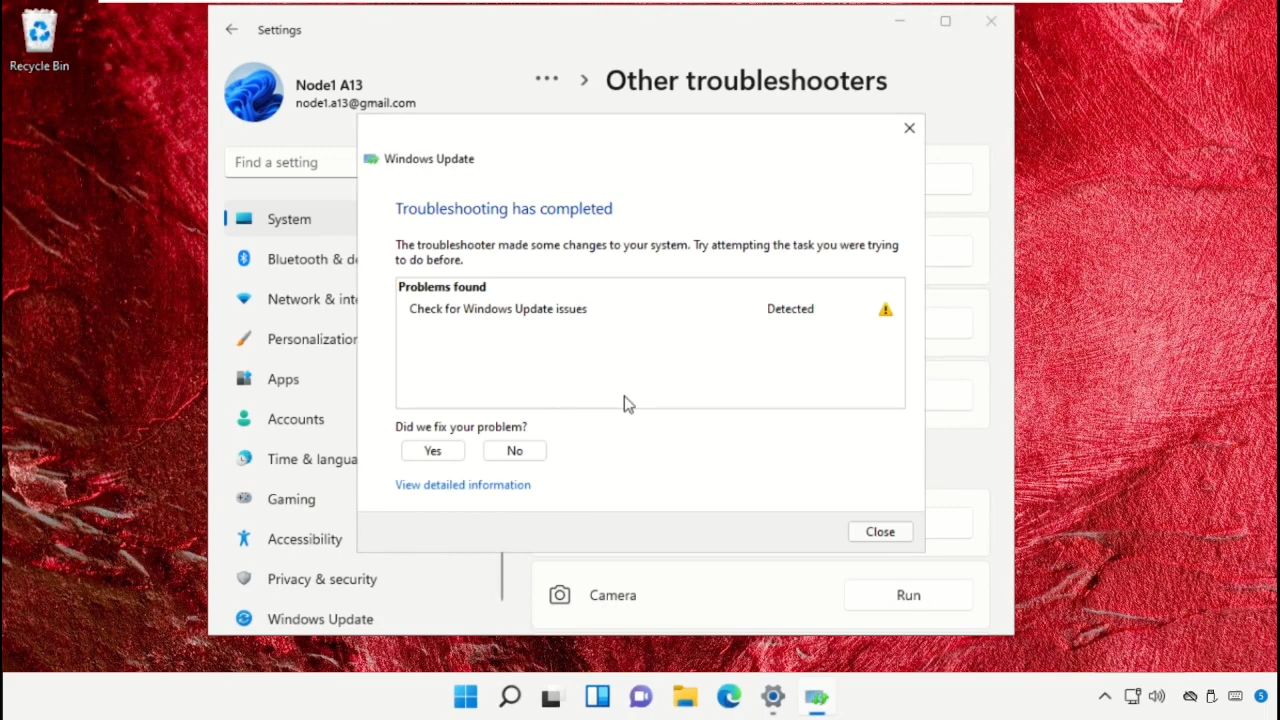 Recycle Bin
Settings
Node1 A13
node1.a13@gmail.com
Other troubleshooters
Find a setting
System
Bluetooth & de
Network & inte
Personalization
Apps
Accounts
Time & langua
Gaming
Accessibility
Privacy & security
Windows Update
Windows Update
Troubleshooting has completed
The troubleshooter made some changes to your system. Try attempting the task you were trying
to do before.
Problems found
Check for Windows Update issues Detected
Did we fix your problem?
Yes No
View detailed information
Close
Camera Run
5